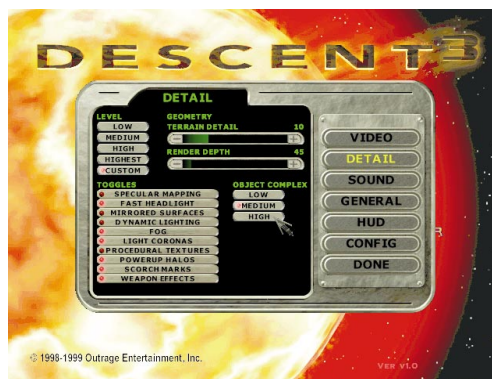 DESCENT3
DETAIL
LEVEL
LOW
MEDIUM
HIGH
HIGHEST
CUSTOM
GEOMETRY
TERRAIN DETAIL 10
RENDER DEPTH 45
TOGGLES
SPECULAR MAPPING
FAST HEADLIGHT
MIRRORED SURFACES
DYNAMIC LIGHTING
FOG
LIGHT CORONAS
PROCEDURAL TEXTURES
POWERUP HALOS
SCORCH MARKS
WEAPON EFFECTS
OBJECT COMPLEX
LOW
MEDIUM
HIGH
VIDEO
DETAIL
SOUND
GENERAL
HUD
CONFIG
DONE
© 1998-1999 Outrage Entertainment, Inc.
VER V1.0